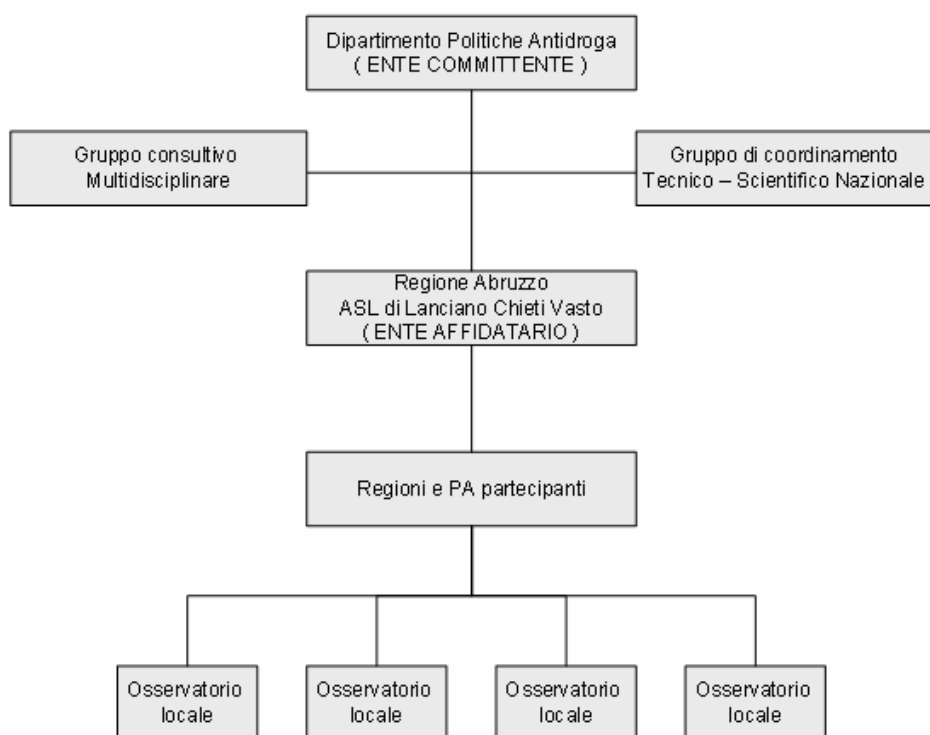 Dipartimento Politiche Antidroga
( ENTE COMMITTENTE )
Gruppo consultivo
Multidisciplinare
Gruppo di coordinamento
Tecnico – Scientifico Nazionale
Regione Abruzzo
ASL di Lanciano Chieti Vasto
( ENTE AFFIDATARIO )
Regioni e PA partecipanti
Osservatorio
locale
Osservatorio
locale
Osservatorio
locale
Osservatorio
locale